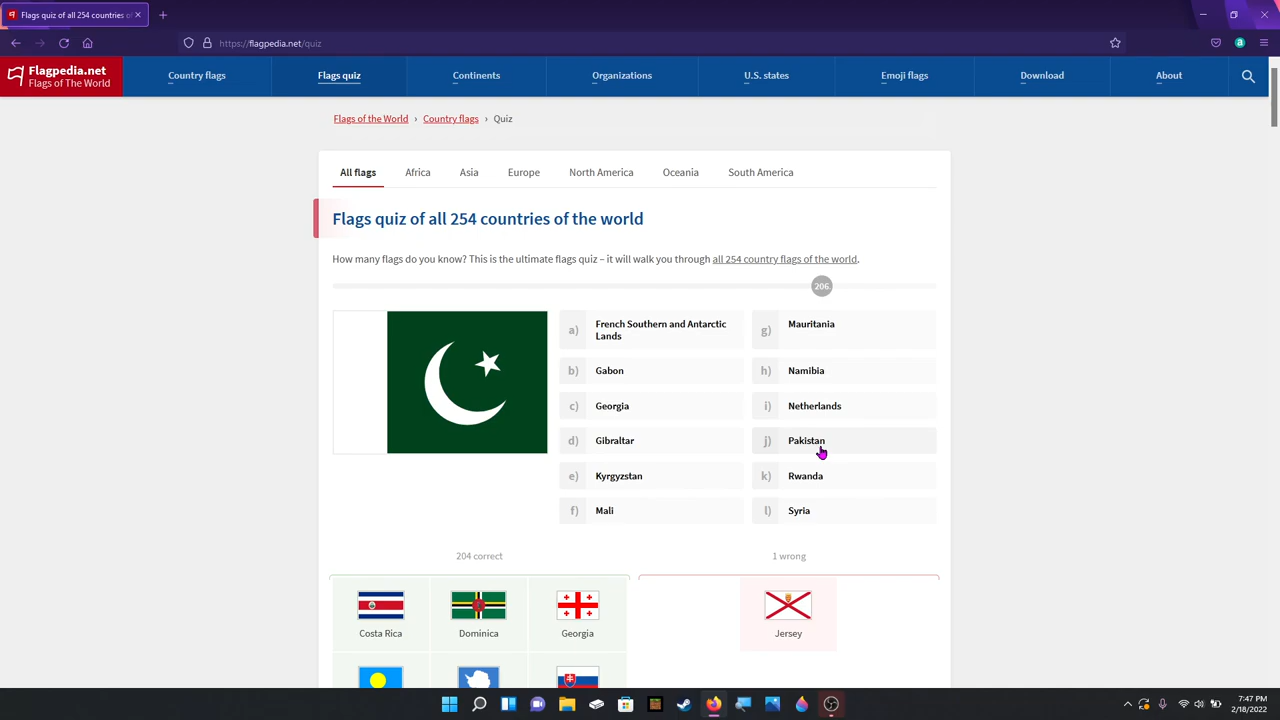 Flags quiz of all 254 countries of
https://flagpedia.net/quiz
Flagpedia.net
Flags of The World
Country flags
Flags quiz
Continents
Organizations
U.S. states
Emoji flags
Download
About
Flags of the World › Country flags › Quiz
All flags
Africa
Asia
Europe
North America
Oceania
South America
Flags quiz of all 254 countries of the world
How many flags do you know? This is the ultimate flags quiz – it will walk you through all 254 country flags of the world.
206.
a) French Southern and Antarctic
Lands
b) Gabon
c) Georgia
d) Gibraltar
e) Kyrgyzstan
f) Mali
g) Mauritania
h) Namibia
i) Netherlands
j) Pakistan
k) Rwanda
l) Syria
204 correct
1 wrong
Costa Rica
Dominica
Georgia
Jersey
7:47 PM
2/18/2022